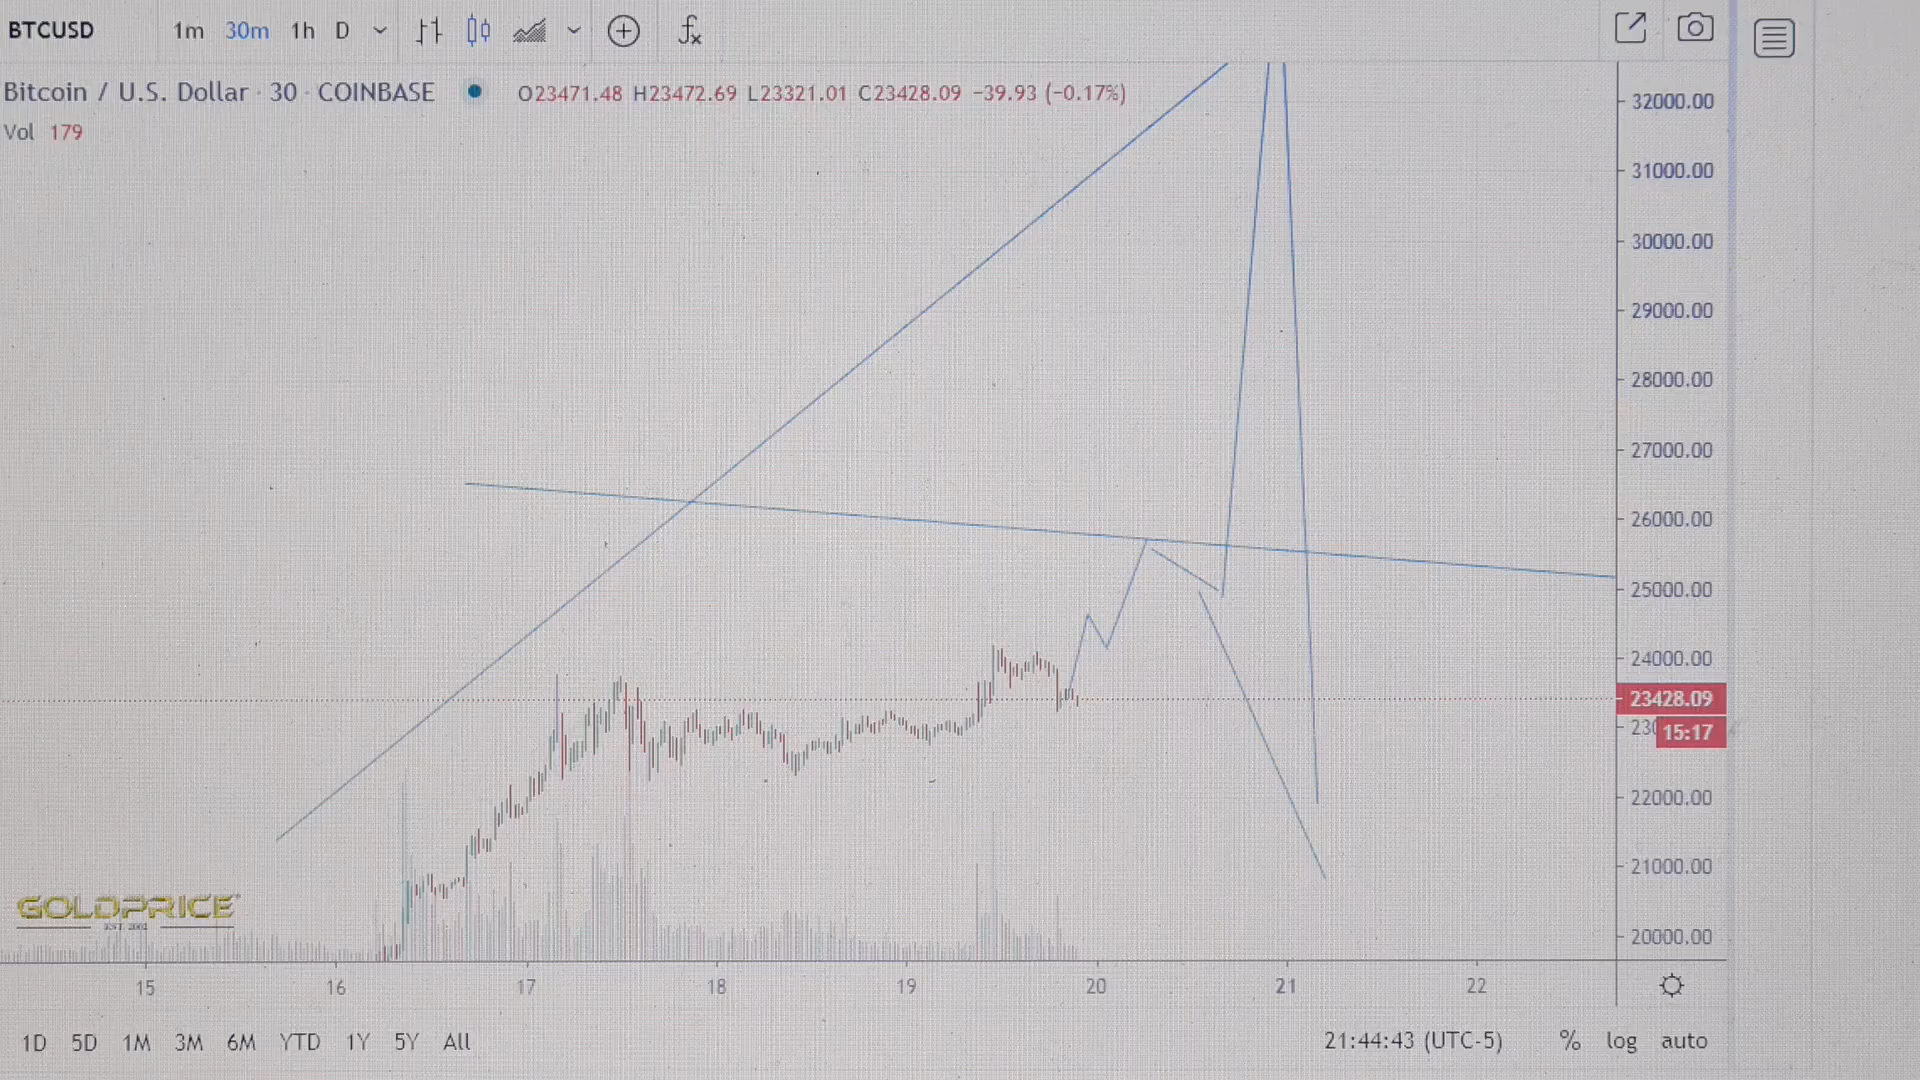 BTCUSD 1m 30m 1h D
Bitcoin / U.S. Dollar · 30 · COINBASE O23471.48 H23472.69 L23321.01 C23428.09 −39.93 (−0.17%)
Vol 179
32000.00
31000.00
30000.00
29000.00
28000.00
27000.00
26000.00
25000.00
24000.00
23428.09
15:17
22000.00
21000.00
20000.00
GOLDPRICE
EST. 2002
15 16 17 18 19 20 21 22
1D 5D 1M 3M 6M YTD 1Y 5Y All 21:44:43 (UTC-5) % log auto